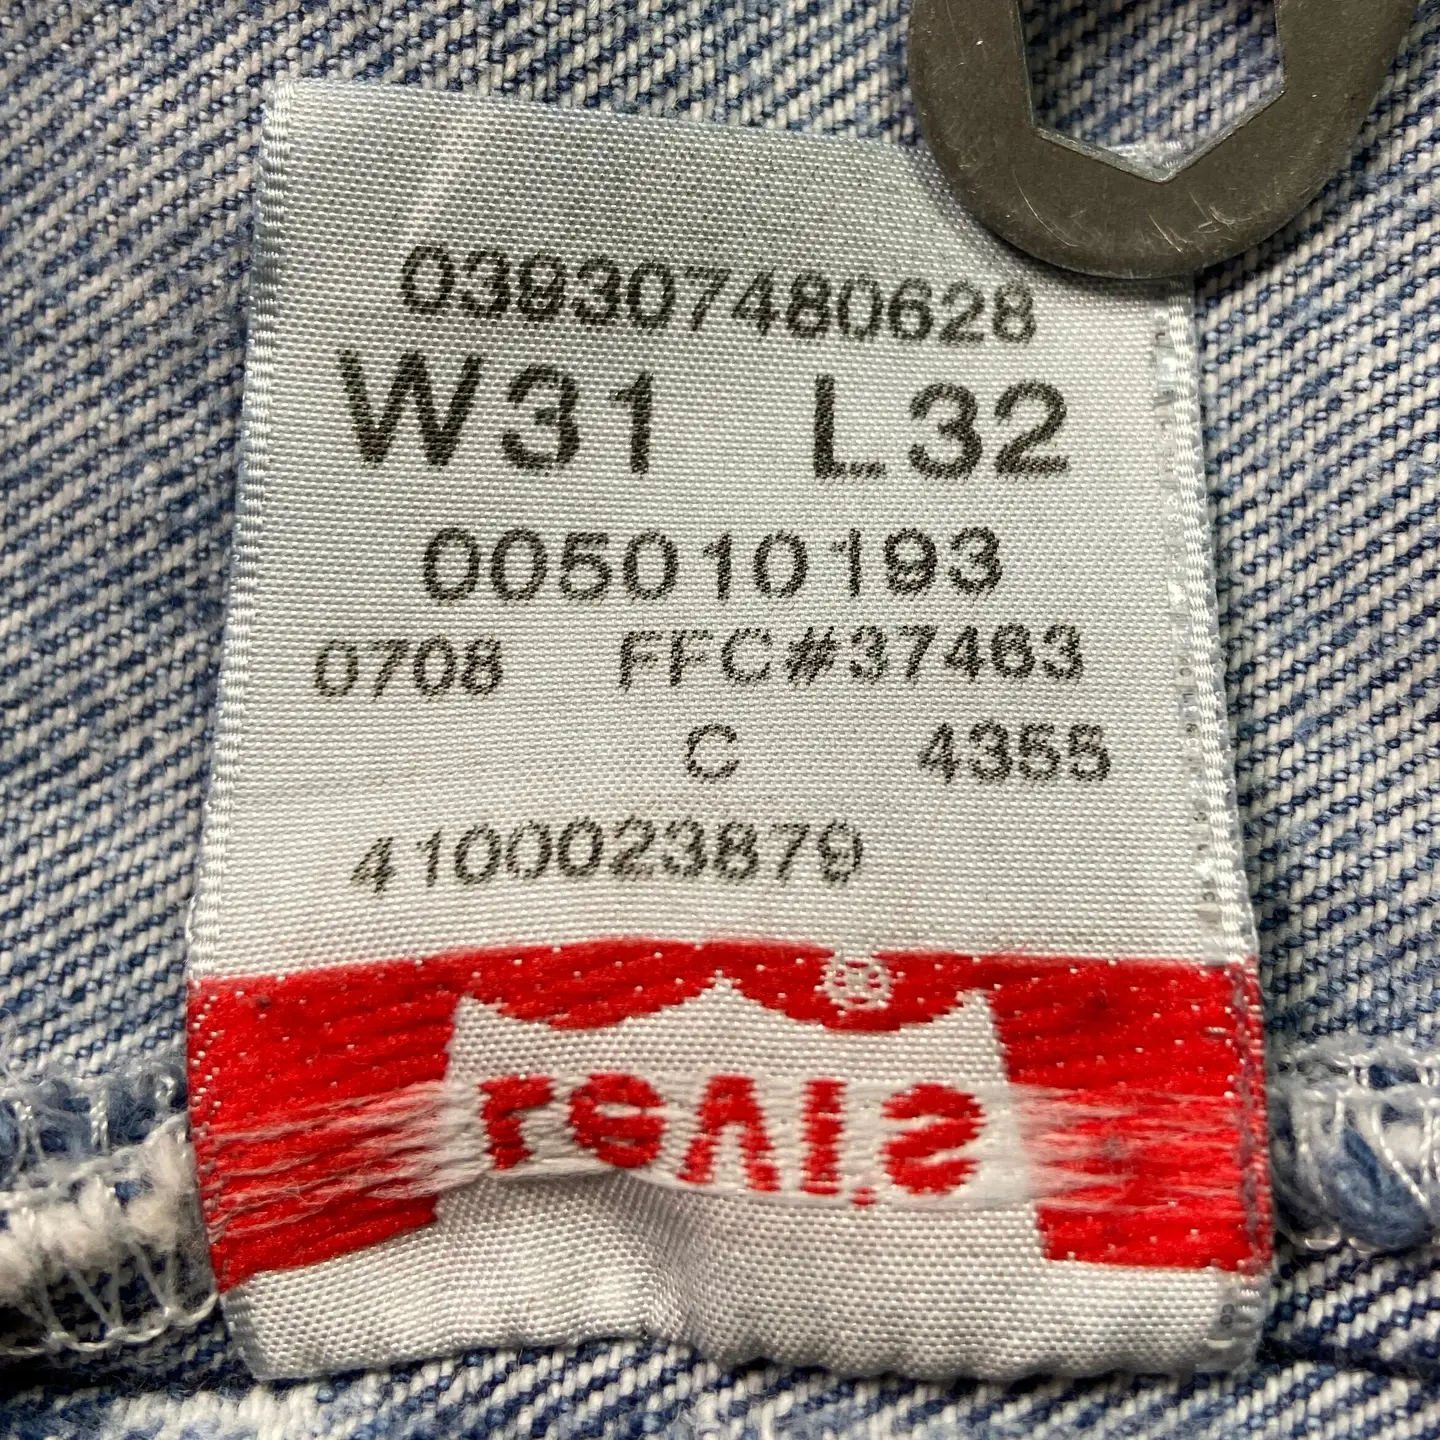 039307480628
W31 L32
005010193
0708 FFC#37463
C 4355
4100023879
®
Levi's